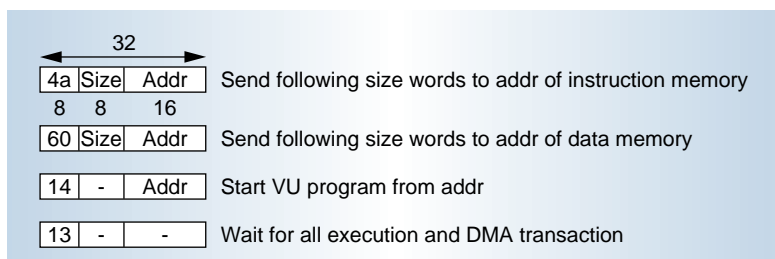 32
4a Size Addr Send following size words to addr of instruction memory
8 8 16
60 Size Addr Send following size words to addr of data memory
14 - Addr Start VU program from addr
13 - - Wait for all execution and DMA transaction